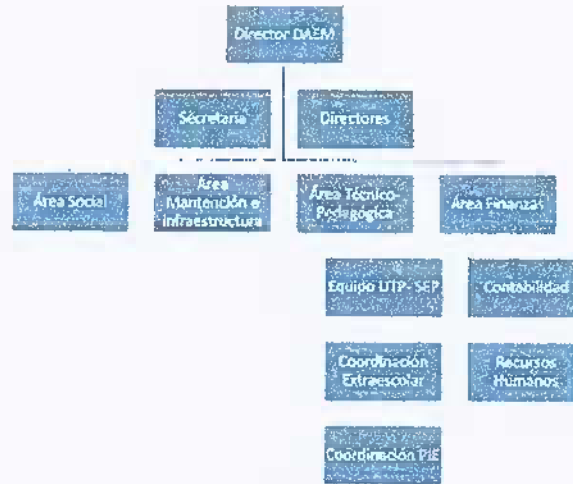 Director DAEM
Secretaria
Directores
Área Social
Área
Mantención e
infraestructura
Área Técnico-
Pedagógica
Área Finanzas
Equipo UTP- SEP
Contabilidad
Coordinación
Extraescolar
Recursos
Humanos
Coordinación PIE